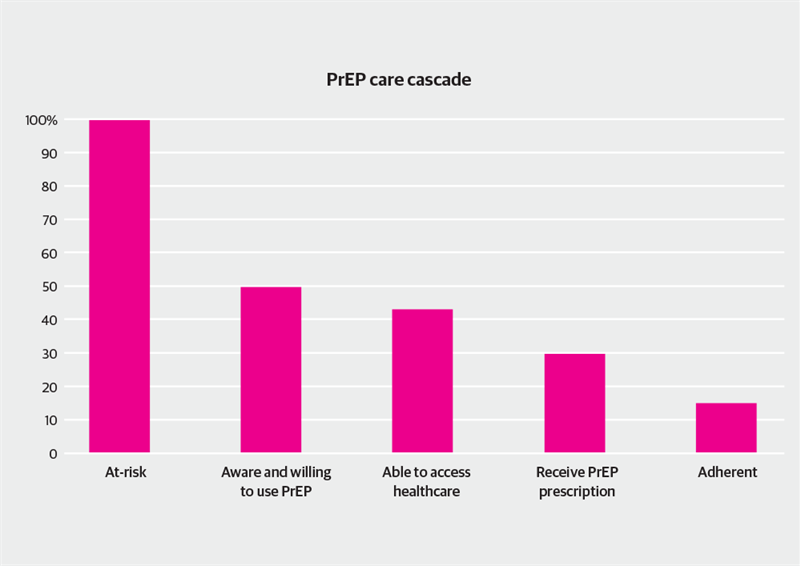 PrEP care cascade
100%
90
80
70
60
50
40
30
20
10
0
At-risk
Aware and willing
to use PrEP
Able to access
healthcare
Receive PrEP
prescription
Adherent